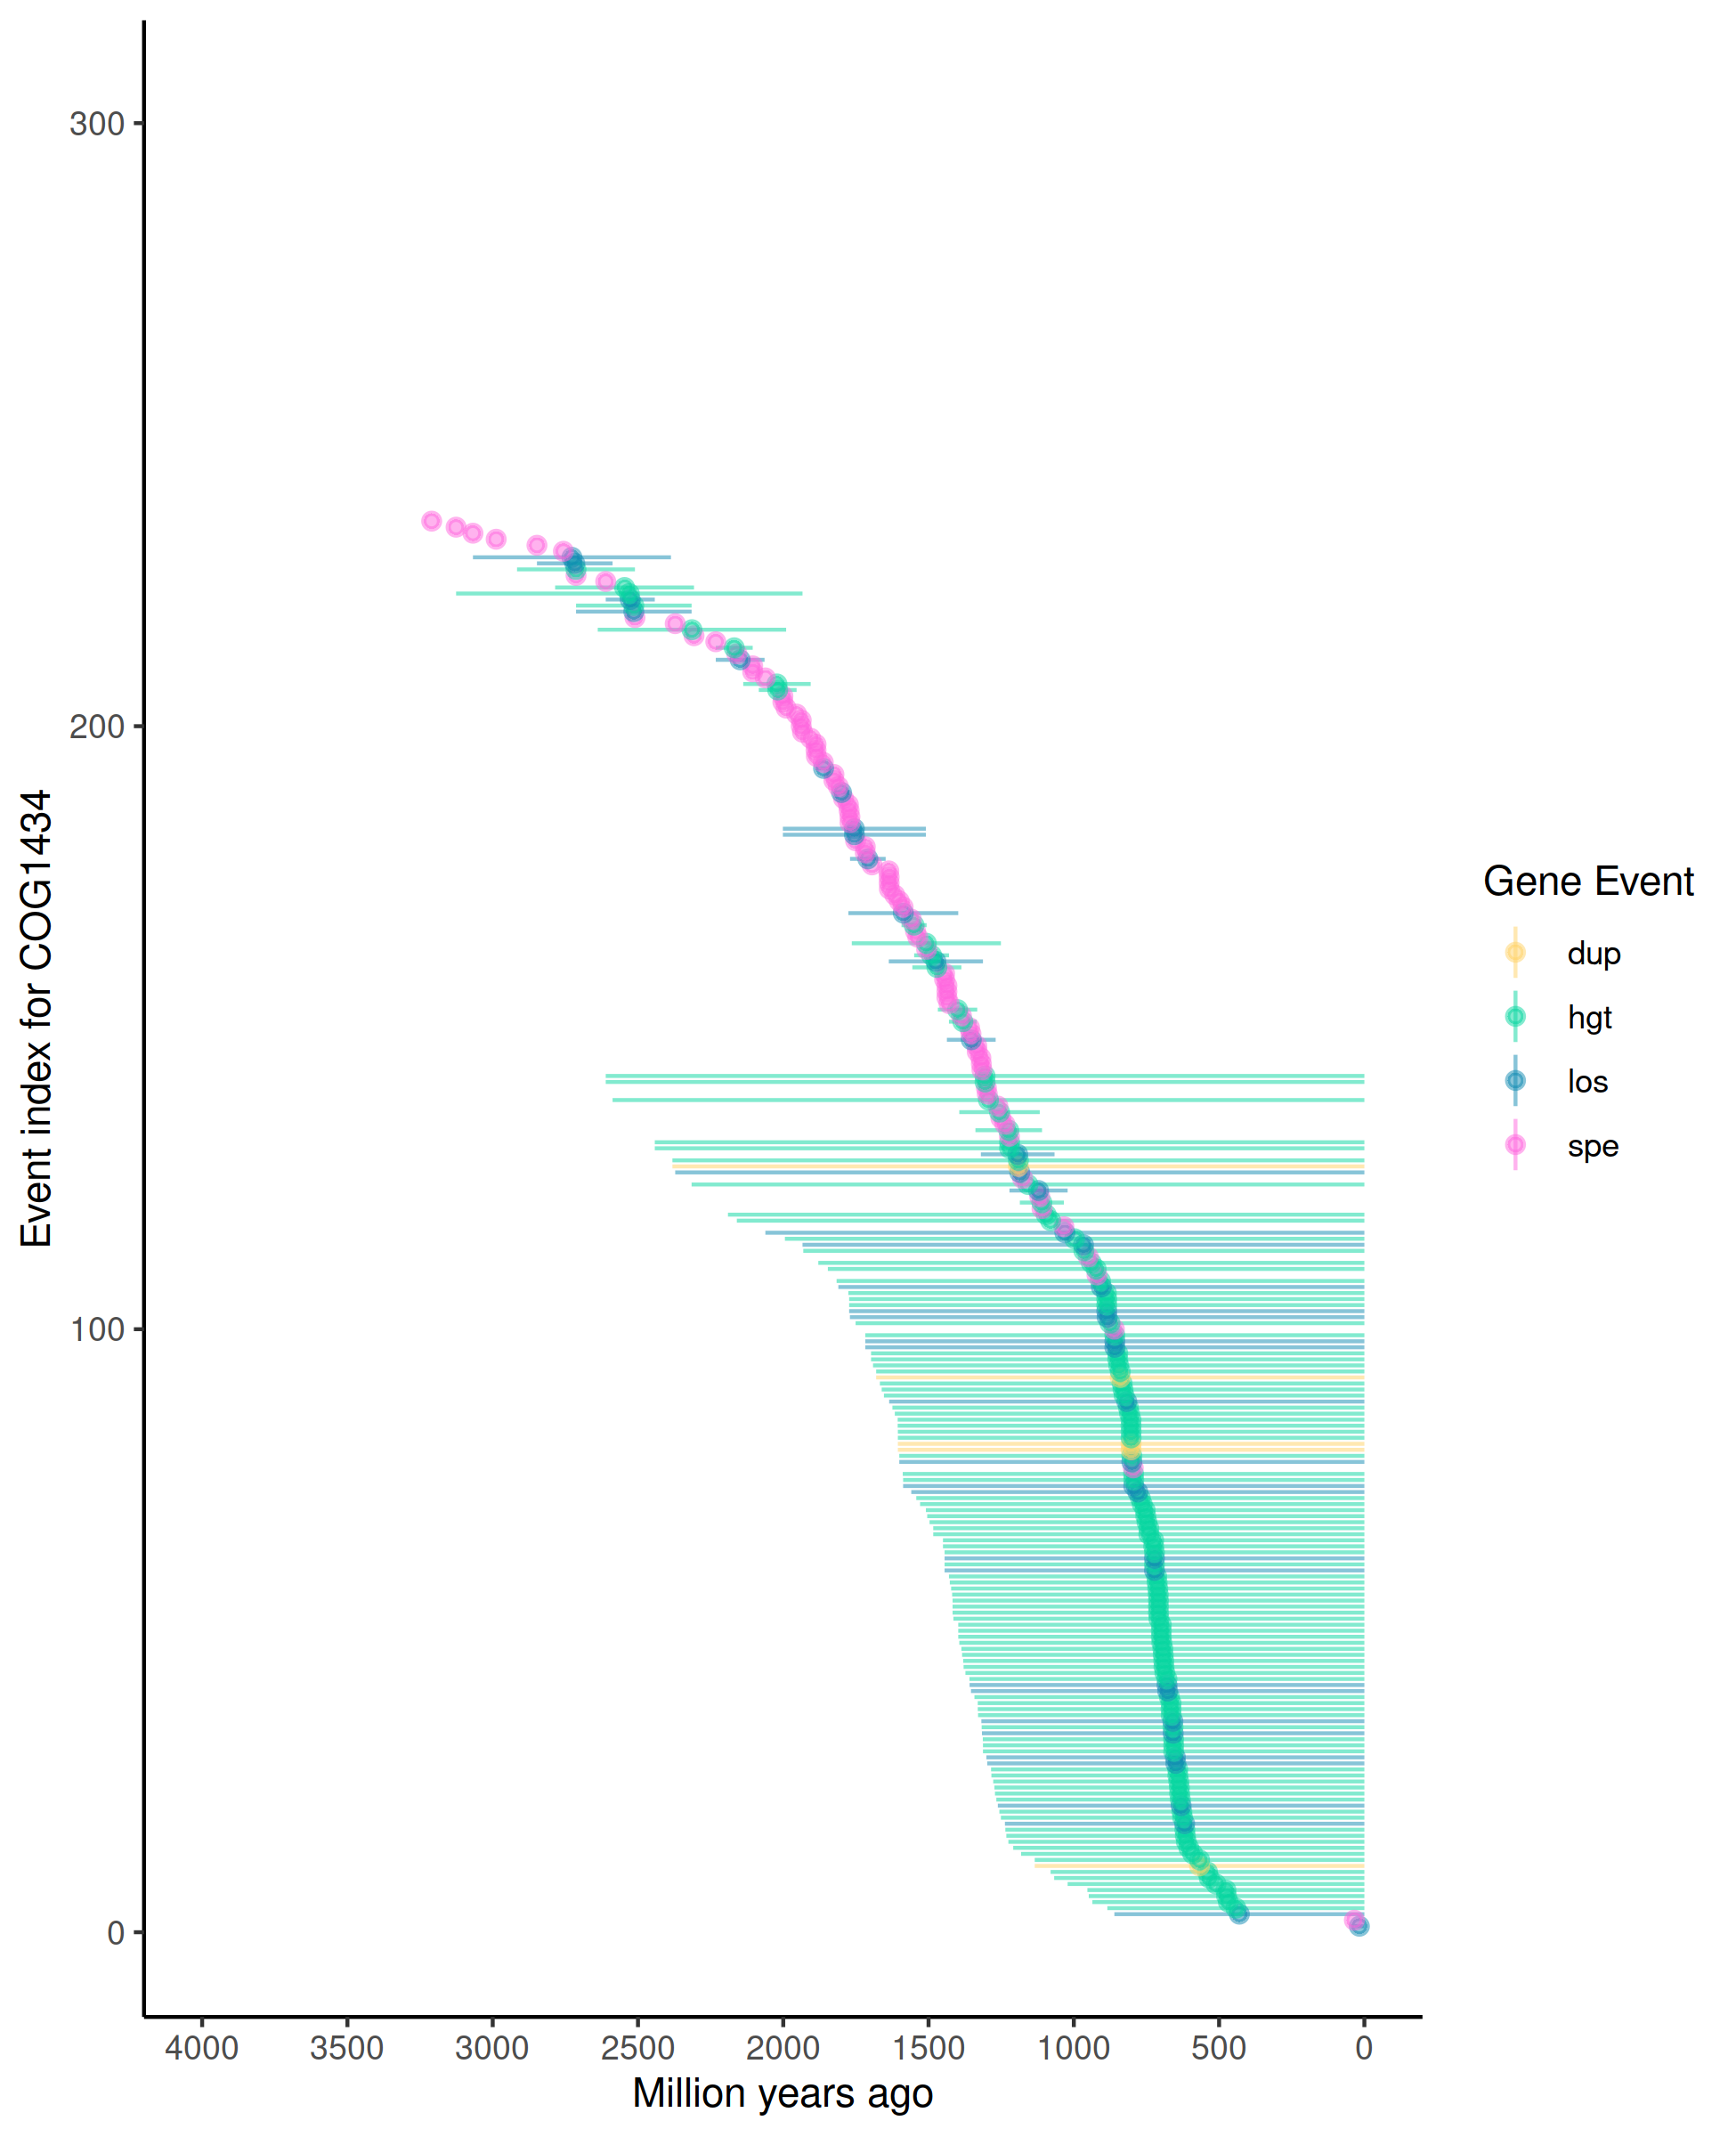 Event index for COG1434
300
200
100
0
4000 3500 3000 2500 2000 1500 1000 500 0
Million years ago
Gene Event
dup
hgt
los
spe